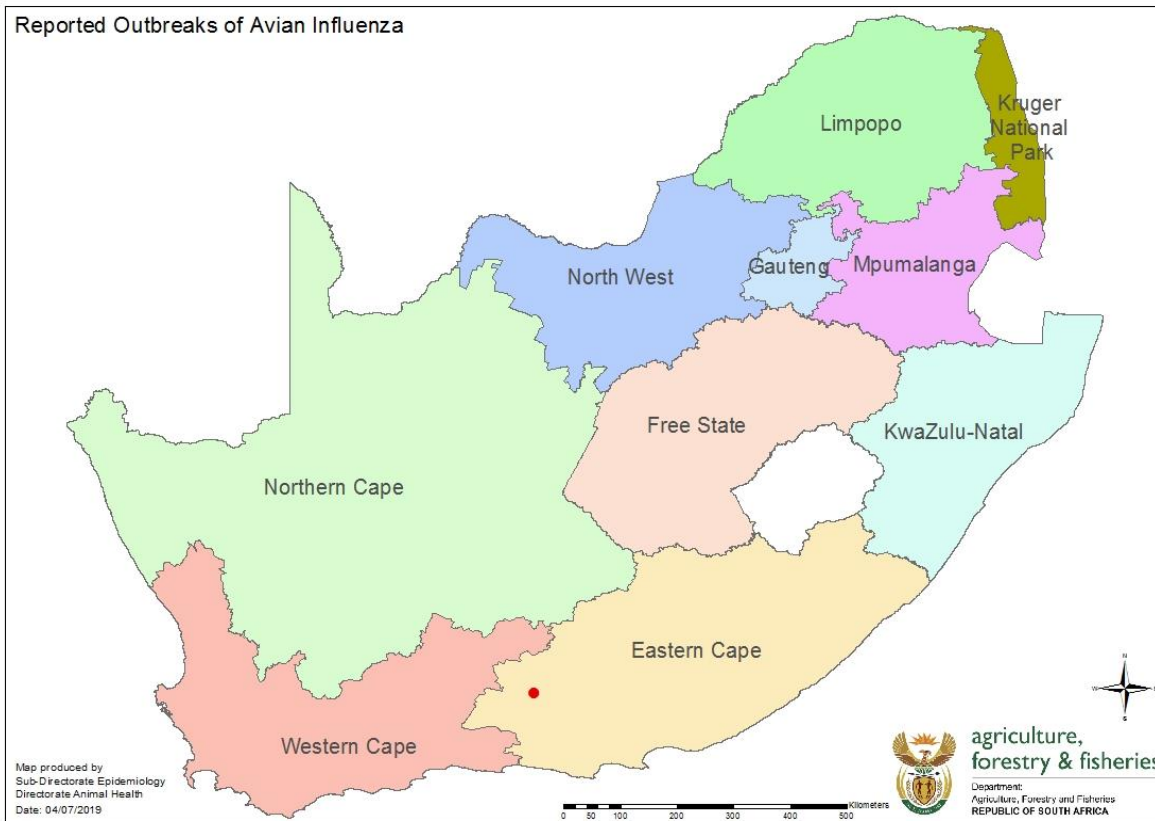 Reported Outbreaks of Avian Influenza
Limpopo
Kruger
National
Park
North West
Gauteng
Mpumalanga
Free State
KwaZulu-Natal
Northern Cape
Eastern Cape
Western Cape
N
W
S
Map produced by
Sub-Directorate Epidemiology
Directorate Animal Health
Date: 04/07/2019
Kilometers
0 50 100 200 300 400 500
agriculture,
forestry & fisheries
Department:
Agriculture, Forestry and Fisheries
REPUBLIC OF SOUTH AFRICA